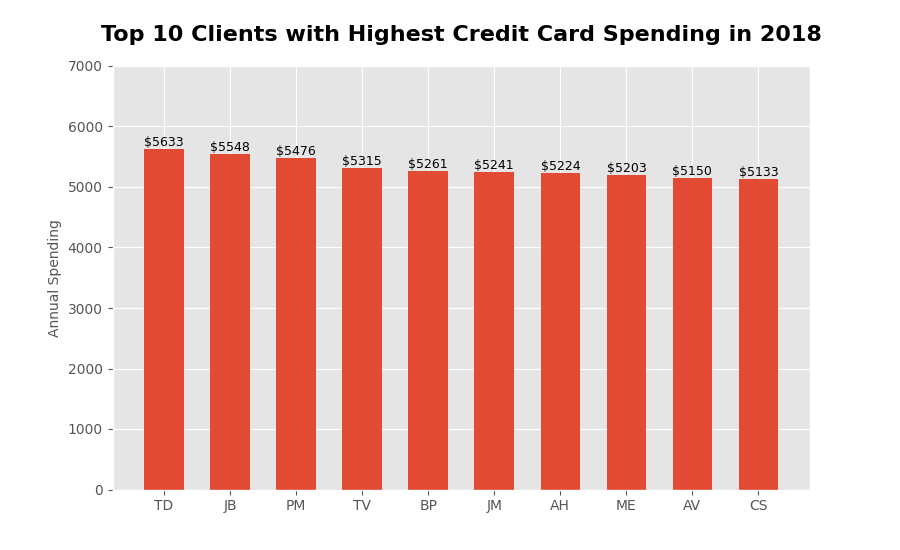 Top 10 Clients with Highest Credit Card Spending in 2018
7000
6000
5000
4000
3000
2000
1000
0
Annual Spending
$5633 $5548 $5476 $5315 $5261 $5241 $5224 $5203 $5150 $5133
TD JB PM TV BP JM AH ME AV CS